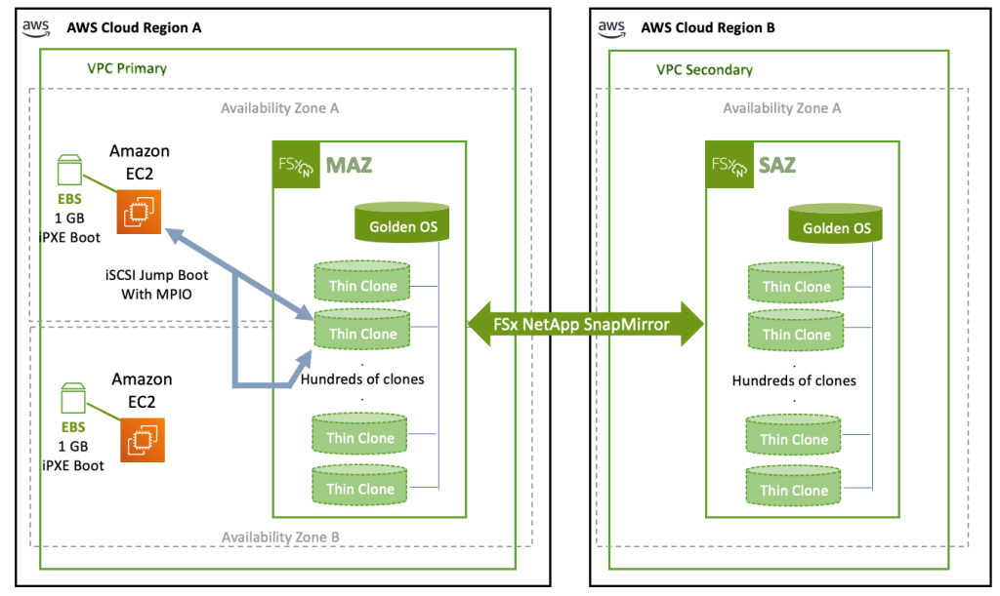 aws
AWS Cloud Region A
VPC Primary
Availability Zone A
Amazon
EC2
EBS
1 GB
iPXE Boot
iSCSI Jump Boot
With MPIO
FSx
N
MAZ
Golden OS
Thin Clone
Thin Clone
.
Hundreds of clones
.
Thin Clone
Thin Clone
Amazon
EC2
EBS
1 GB
iPXE Boot
Availability Zone B
FSx NetApp SnapMirror
aws
AWS Cloud Region B
VPC Secondary
Availability Zone A
FSx
N
SAZ
Golden OS
Thin Clone
Thin Clone
.
Hundreds of clones
.
Thin Clone
Thin Clone